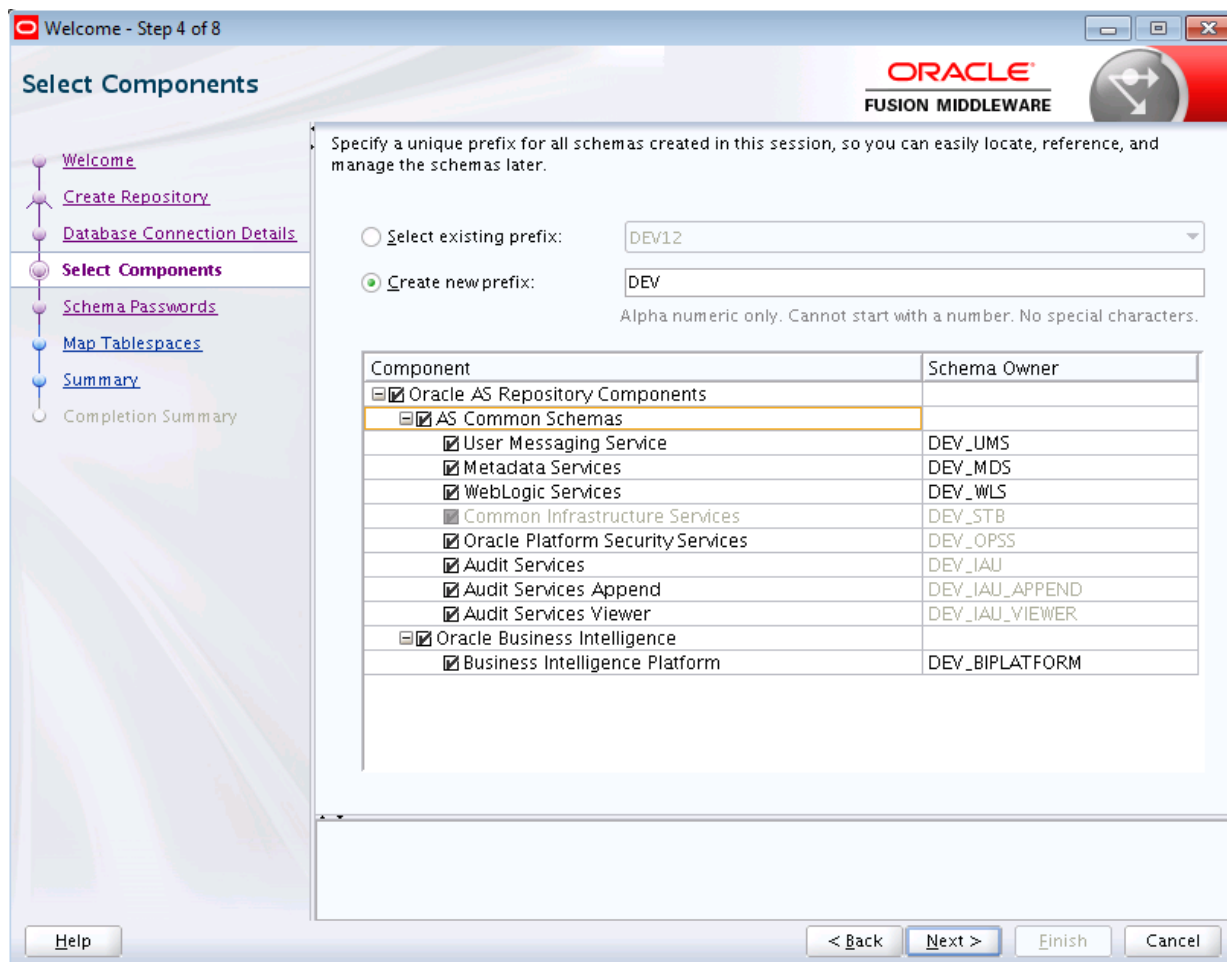 Welcome - Step 4 of 8
Select Components
ORACLE
FUSION MIDDLEWARE
Welcome
Create Repository
Database Connection Details
Select Components
Schema Passwords
Map Tablespaces
Summary
Completion Summary
Specify a unique prefix for all schemas created in this session, so you can easily locate, reference, and
manage the schemas later.
Select existing prefix: DEV12
Create new prefix: DEV
Alpha numeric only. Cannot start with a number. No special characters.
Component Schema Owner
Oracle AS Repository Components
AS Common Schemas
User Messaging Service DEV_UMS
Metadata Services DEV_MDS
WebLogic Services DEV_WLS
Common Infrastructure Services DEV_STB
Oracle Platform Security Services DEV_OPSS
Audit Services DEV_IAU
Audit Services Append DEV_IAU_APPEND
Audit Services Viewer DEV_IAU_VIEWER
Oracle Business Intelligence
Business Intelligence Platform DEV_BIPLATFORM
Help < Back Next > Finish Cancel